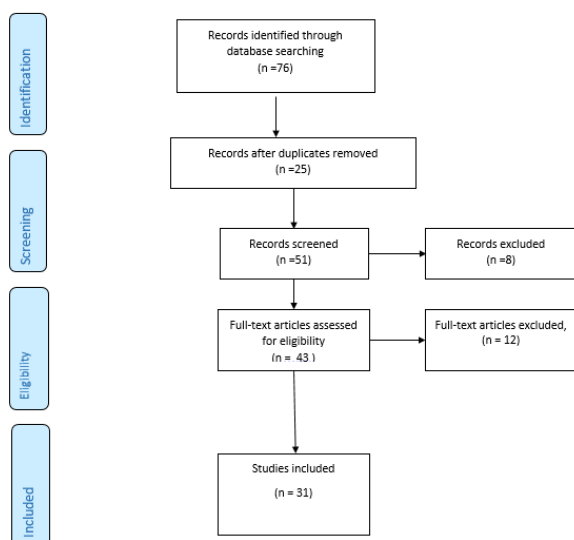 Identification
Records identified through
database searching
(n =76)
Records after duplicates removed
(n =25)
Screening
Records screened
(n =51)
Records excluded
(n =8)
Eligibility
Full-text articles assessed
for eligibility
(n = 43 )
Full-text articles excluded,
(n = 12)
Included
Studies included
(n = 31)